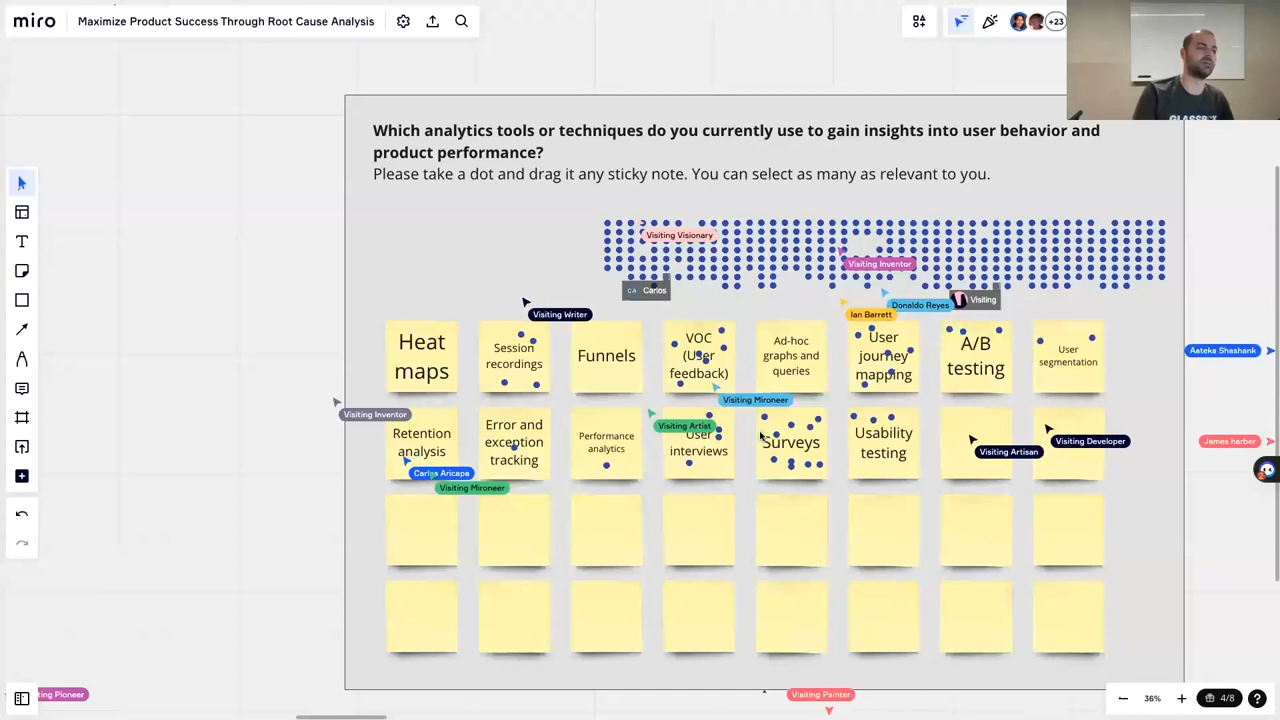 miro
Maximize Product Success Through Root Cause Analysis
+23
GLASSBOX
Which analytics tools or techniques do you currently use to gain insights into user behavior and
product performance?
Please take a dot and drag it any sticky note. You can select as many as relevant to you.
Visiting Visionary
Visiting Inventor
CA Carlos
Visiting
Donaldo Reyes
Visiting Writer
Ian Barrett
Heat
maps
Session
recordings
Funnels
VOC
(User
feedback)
Ad-hoc
graphs and
queries
User
journey
mapping
A/B
testing
User
segmentation
Aateka Shashank
Visiting Mironeer
Visiting Inventor
Visiting Artist
Retention
analysis
Error and
exception
tracking
Performance
analytics
User
interviews
Surveys
Usability
testing
Visiting Artisan
Visiting Developer
James harber
Carlos Aricapa
Visiting Mironeer
ting Pioneer
Visiting Painter
36%
4/8